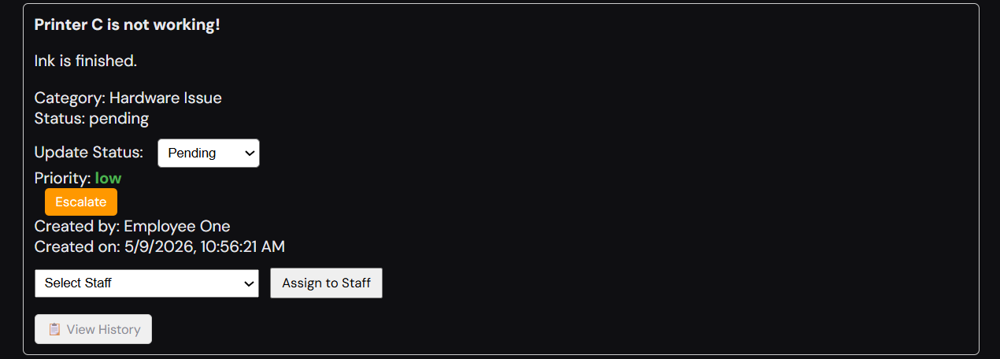 Printer C is not working!
Ink is finished.
Category: Hardware Issue
Status: pending
Update Status: Pending
Priority: low
Escalate
Created by: Employee One
Created on: 5/9/2026, 10:56:21 AM
Select Staff Assign to Staff
View History